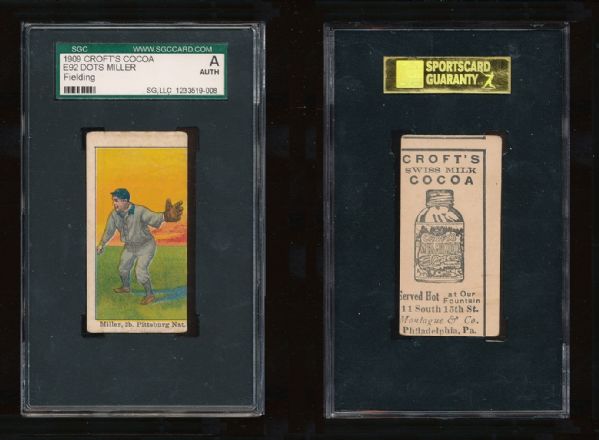 SGC WWW.SGCCARD.COM
1909 CROFT'S COCOA
E92 DOTS MILLER
Fielding
A
AUTH
SG, LLC 1233519-008
Miller, 2b. Pittsburg Nat.
SPORTSCARD
GUARANTY
CROFT'S
SWISS MILK
COCOA
Served Hot at Our Fountain
11 South 15th St.
Montague & Co.
Philadelphia, Pa.